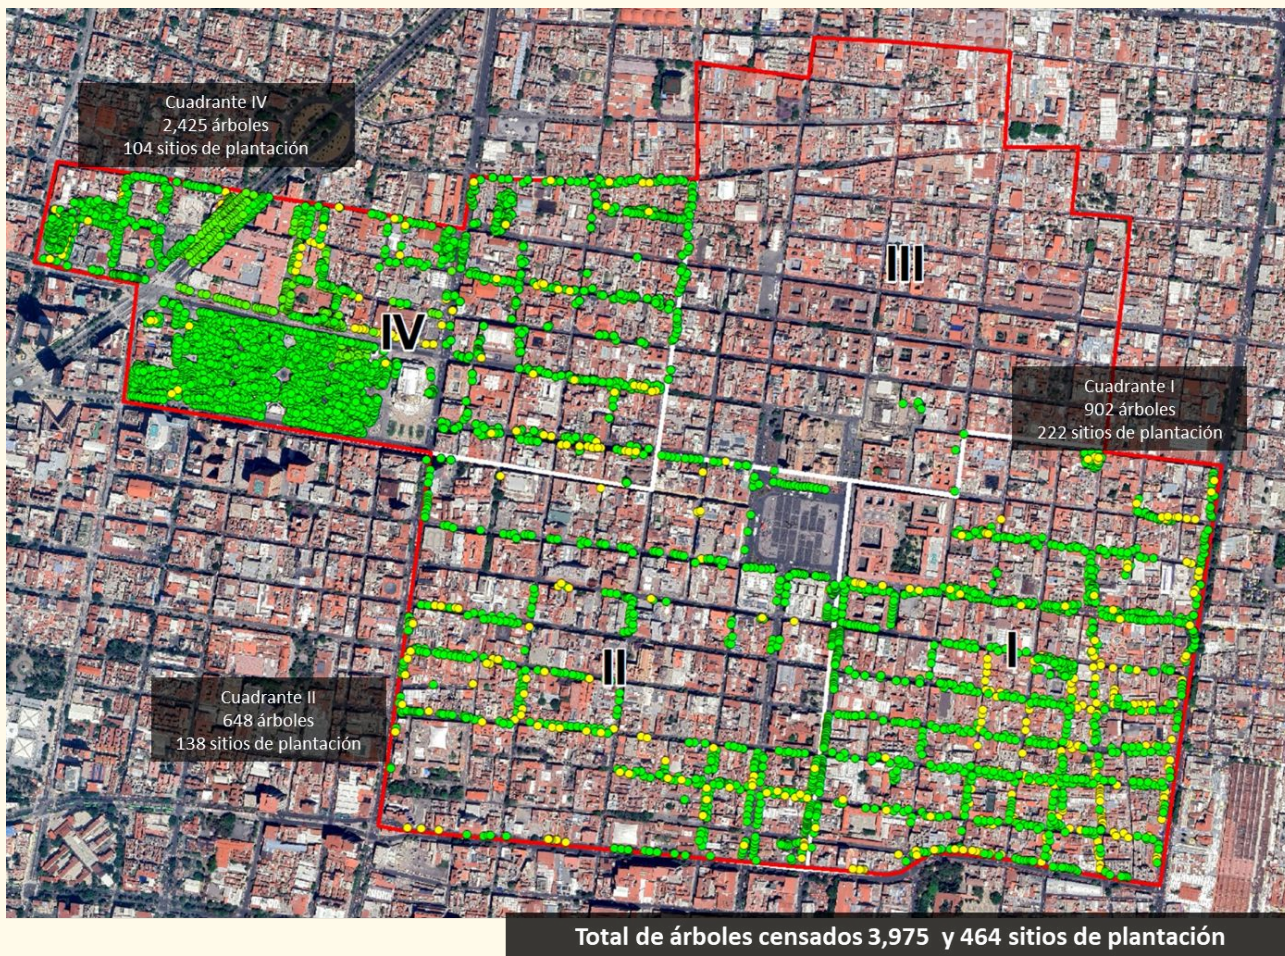 Cuadrante IV
2,425 árboles
104 sitios de plantación
III
IV
Cuadrante I
902 árboles
222 sitios de plantación
I
II
Cuadrante II
648 árboles
138 sitios de plantación
Total de árboles censados 3,975 y 464 sitios de plantación